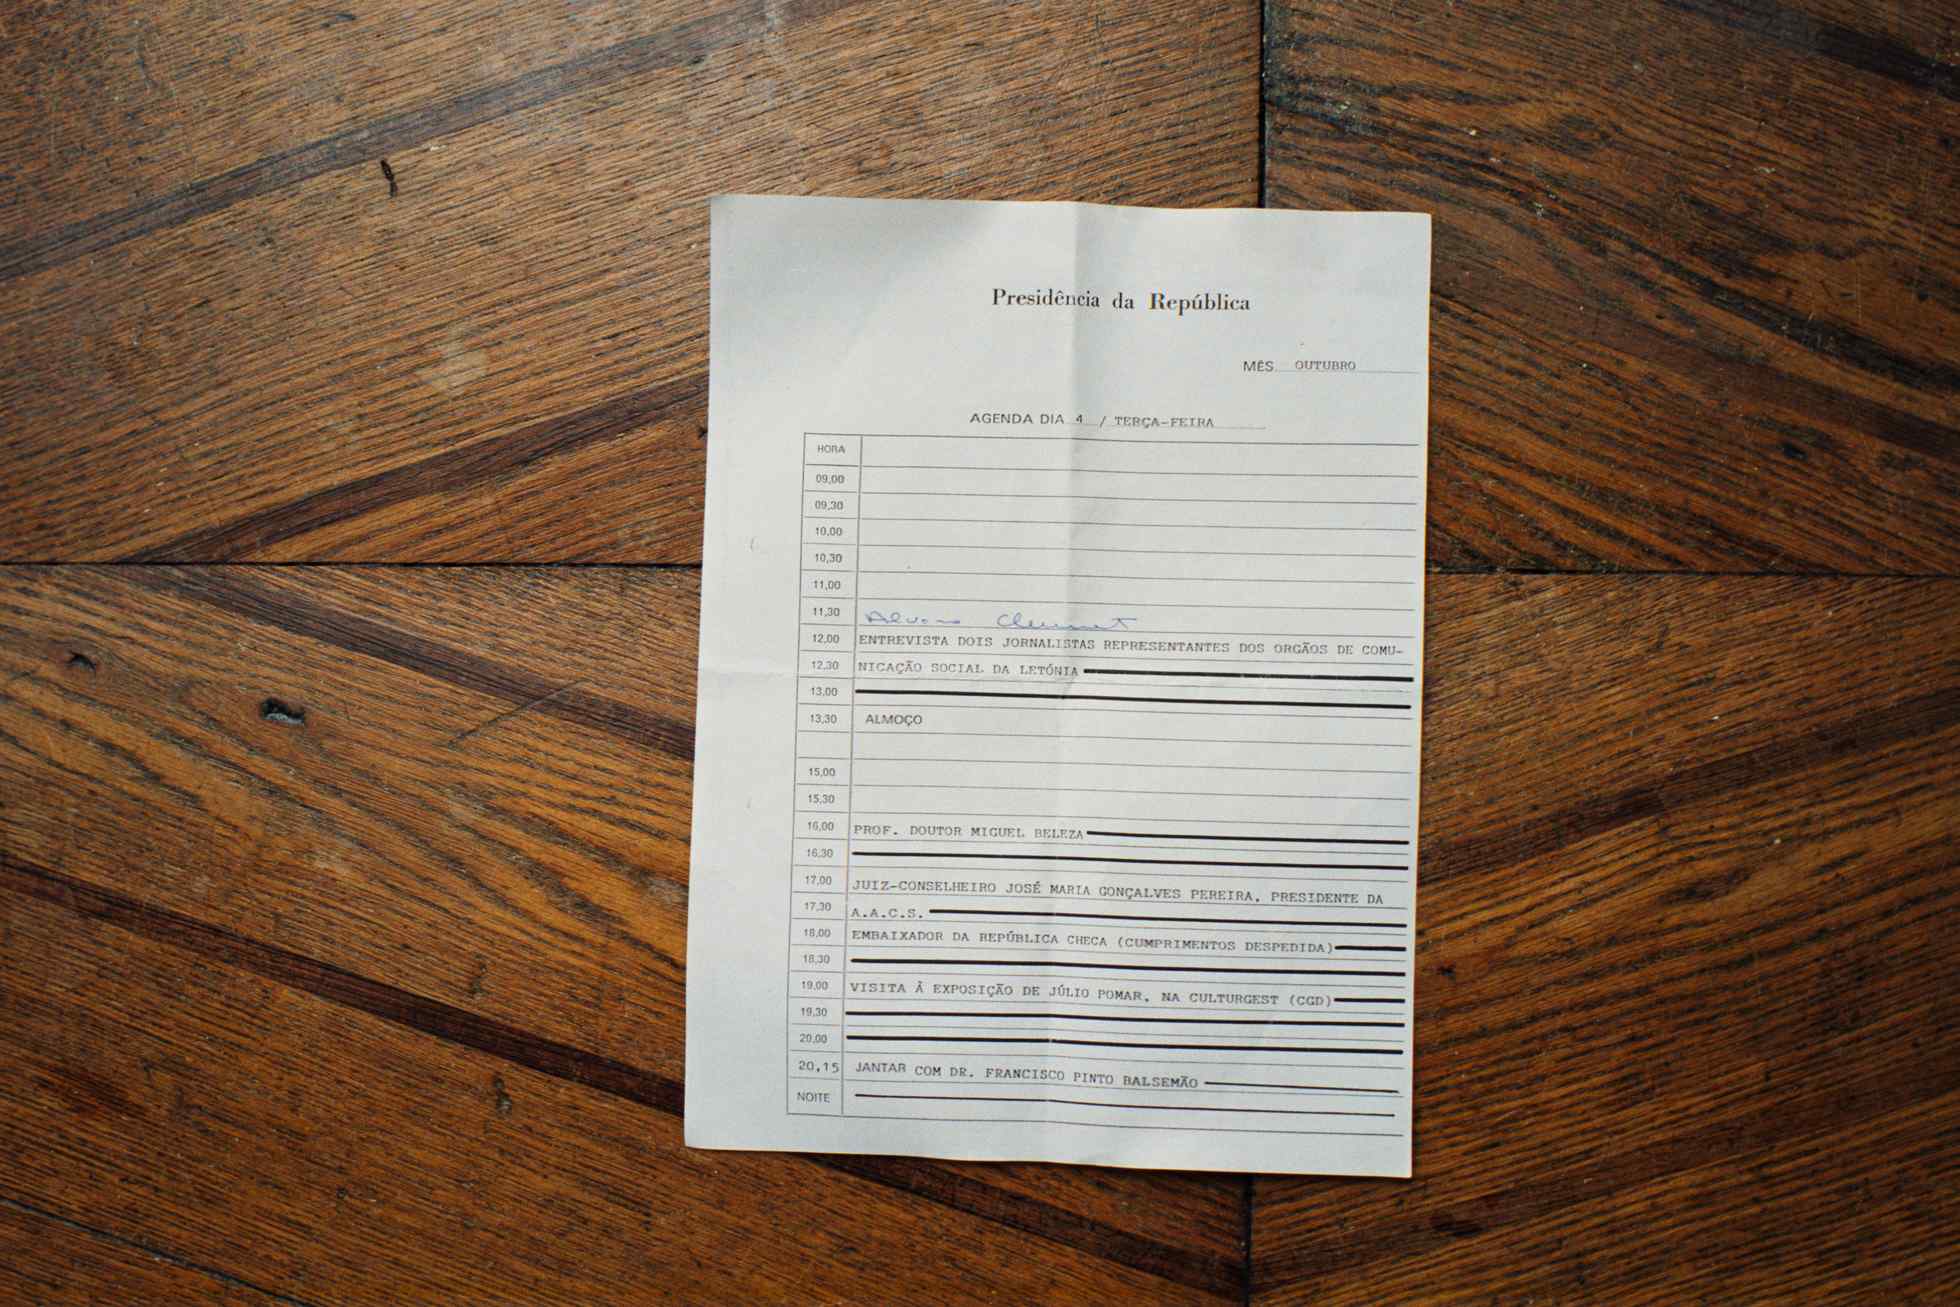 Presidência da República
MÊS OUTUBRO
AGENDA DIA 4 / TERÇA-FEIRA
HORA
09,00
09,30
10,00
10,30
11,00
11,30 Alvaro
12,00 ENTREVISTA DOIS JORNALISTAS REPRESENTANTES DOS ORGÃOS DE COMU-
12,30 NICAÇÃO SOCIAL DA LETÓNIA
13,00
13,30 ALMOÇO
15,00
15,30
16,00 PROF. DOUTOR MIGUEL BELEZA
16,30
17,00 JUIZ-CONSELHEIRO JOSÉ MARIA GONÇALVES PEREIRA, PRESIDENTE DA
17,30 A.A.C.S.
18,00 EMBAIXADOR DA REPÚBLICA CHECA (CUMPRIMENTOS DESPEDIDA)
18,30
19,00 VISITA À EXPOSIÇÃO DE JÚLIO POMAR, NA CULTURGEST (CGD)
19,30
20,00
20,15 JANTAR COM DR. FRANCISCO PINTO BALSEMÃO
NOITE